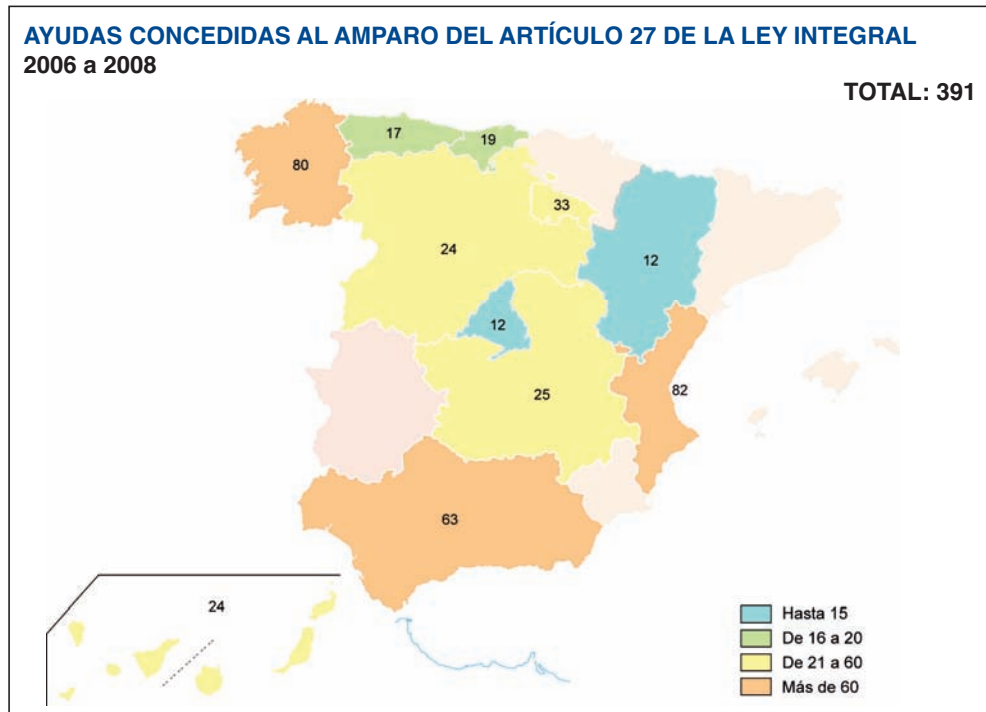 AYUDAS CONCEDIDAS AL AMPARO DEL ARTÍCULO 27 DE LA LEY INTEGRAL
2006 a 2008
TOTAL: 391
17
19
80
33
24
12
12
25
82
63
24
Hasta 15
De 16 a 20
De 21 a 60
Más de 60